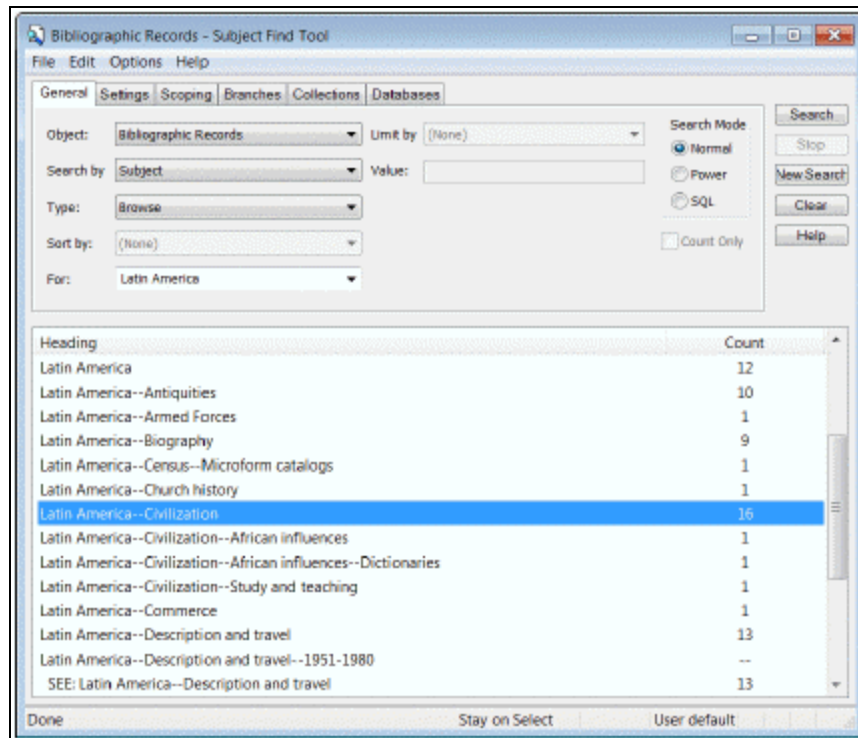 Bibliographic Records - Subject Find Tool
File Edit Options Help
General Settings Scoping Branches Collections Databases
Object: Bibliographic Records Limit by (None) Search Mode Search
Normal Stop
Search by Subject Value: Power New Search
Type: Browse SQL Clear
Sort by: (None) Count Only Help
For: Latin America
Heading Count
Latin America 12
Latin America--Antiquities 10
Latin America--Armed Forces 1
Latin America--Biography 9
Latin America--Census--Microform catalogs 1
Latin America--Church history 1
Latin America--Civilization 16
Latin America--Civilization--African influences 1
Latin America--Civilization--African influences--Dictionaries 1
Latin America--Civilization--Study and teaching 1
Latin America--Commerce 1
Latin America--Description and travel 13
Latin America--Description and travel--1951-1980 --
SEE: Latin America--Description and travel 13
Done Stay on Select User default